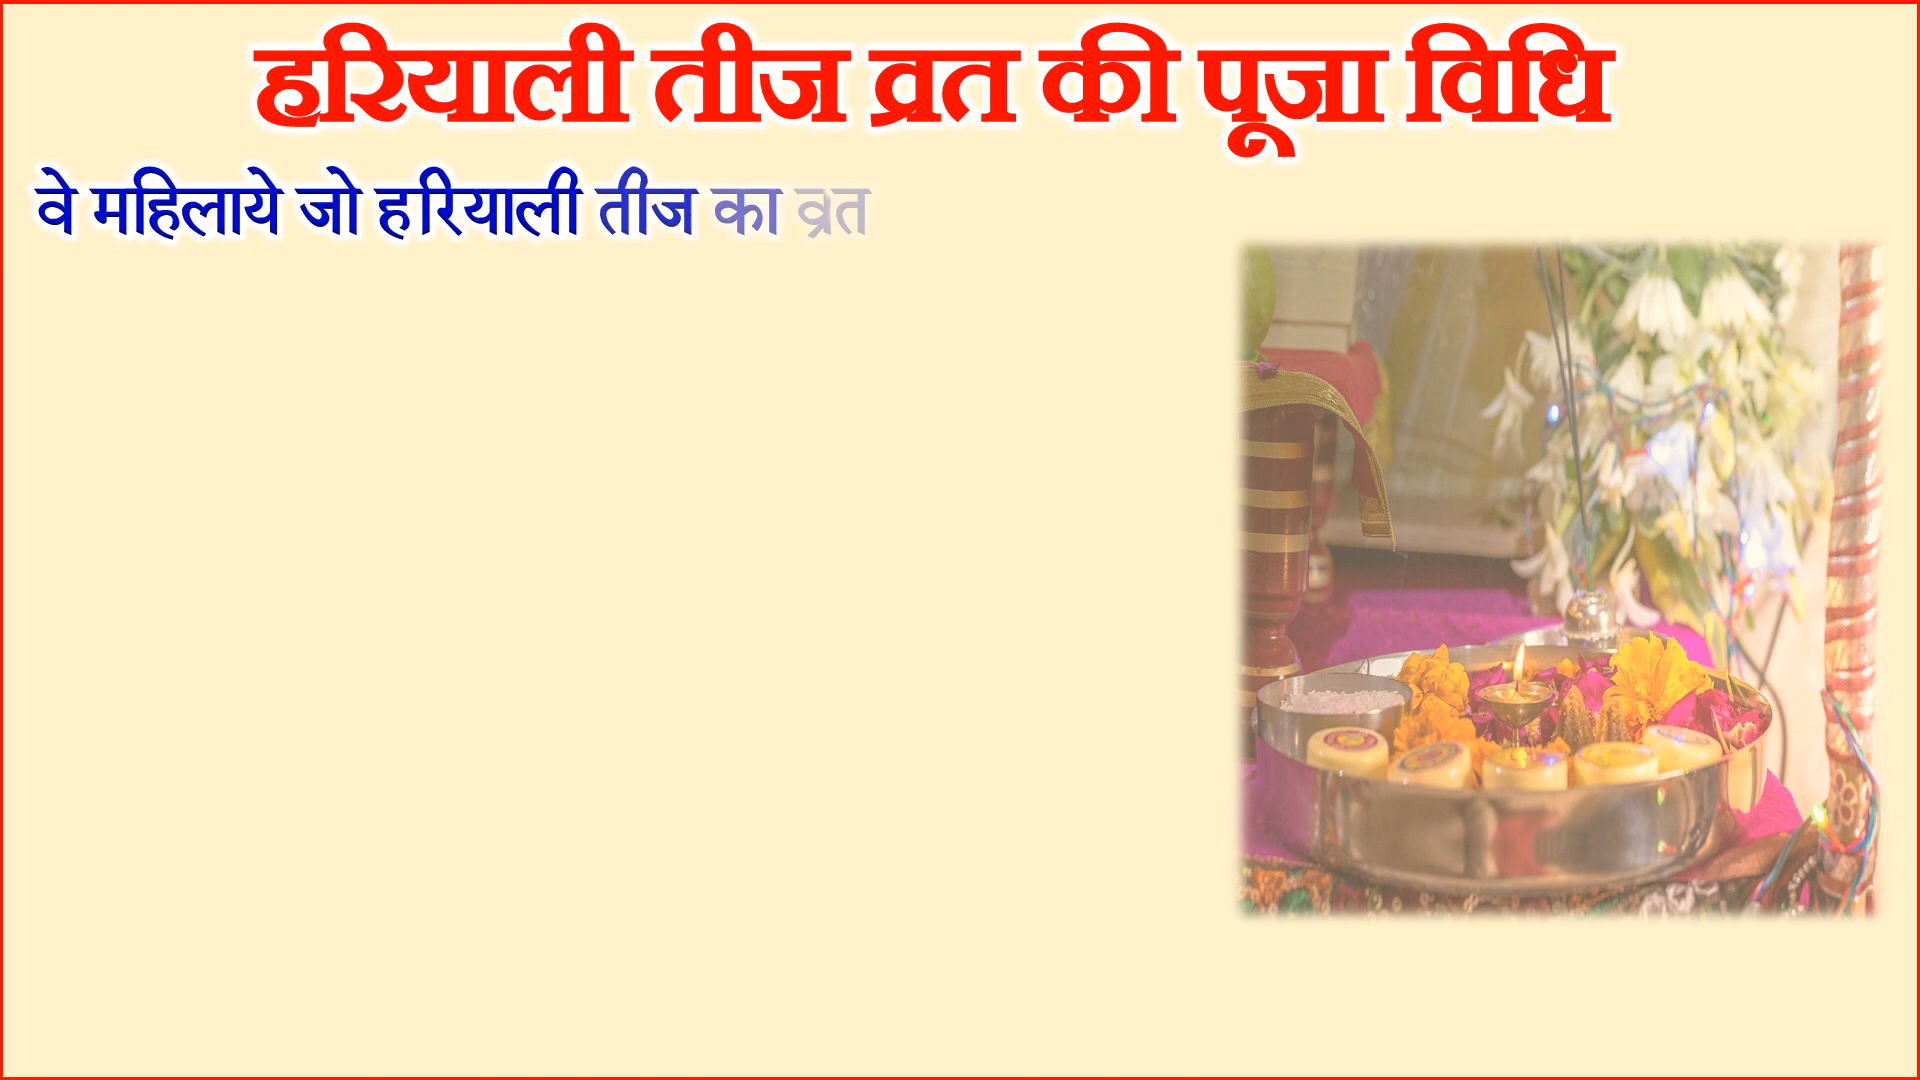 हरियाली तीज व्रत की पूजा विधि
वे महिलाये जो हरियाली तीज का व्रत